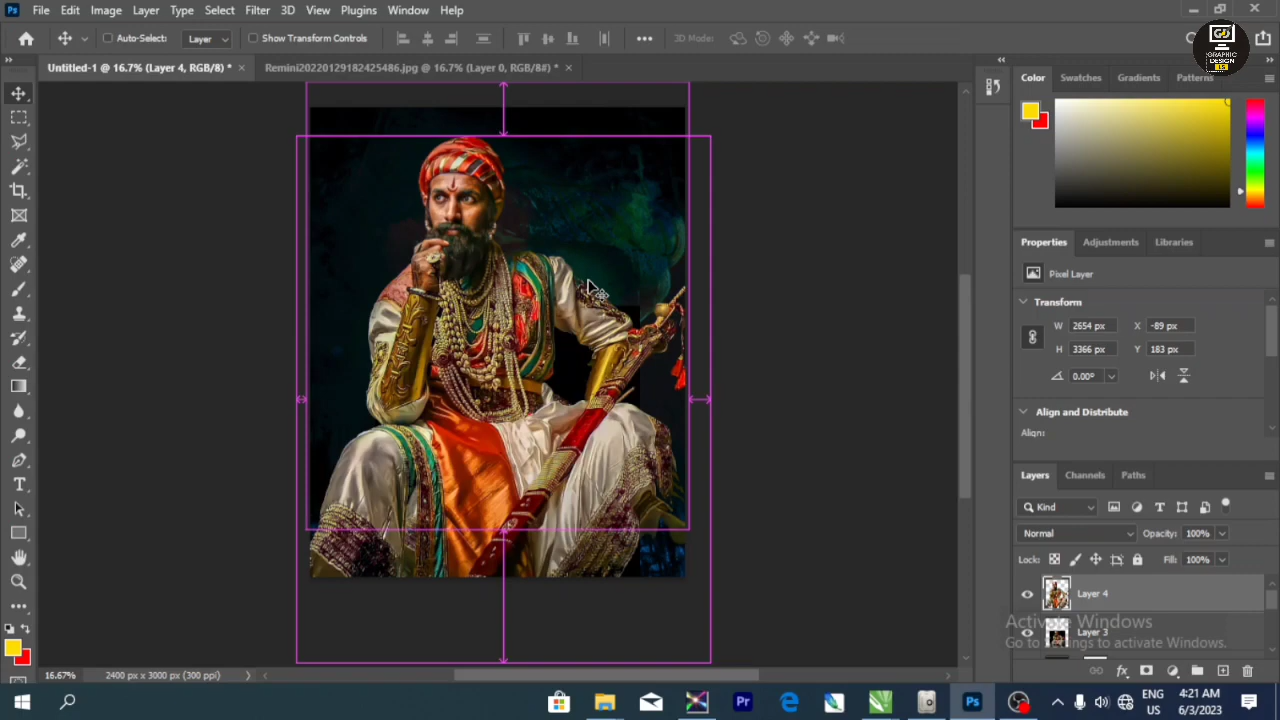 Ps File Edit Image Layer Type Select Filter 3D View Plugins Window Help
Auto-Select: Layer Show Transform Controls 3D Mode:
GRAPHIC
DESIGN
Untitled-1 @ 16.7% (Layer 4, RGB/8) * × Remini20220129182425486.jpg @ 16.7% (Layer 0, RGB/8#) * ×
Color Swatches Gradients Patterns
Properties Adjustments Libraries
Pixel Layer
Transform
W 2654 px X -89 px
H 3366 px Y 183 px
0.00°
Align and Distribute
Align:
Layers Channels Paths
Kind
Normal Opacity: 100%
Lock: Fill: 100%
Layer 4
Layer 3
Activate Windows
Go to Settings to activate Windows.
16.67% 2400 px x 3000 px (300 ppi)
Pr Ps ENG 4:21 AM
US 6/3/2023